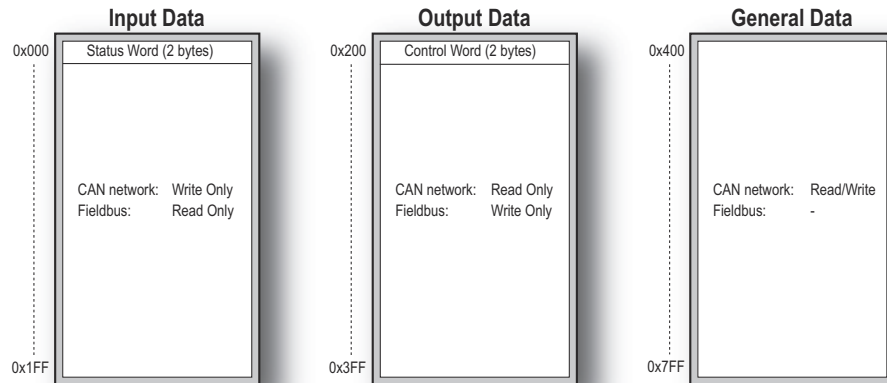 Input Data
0x000
Status Word (2 bytes)
CAN network: Write Only
Fieldbus: Read Only
0x1FF
Output Data
0x200
Control Word (2 bytes)
CAN network: Read Only
Fieldbus: Write Only
0x3FF
General Data
0x400
CAN network: Read/Write
Fieldbus: -
0x7FF